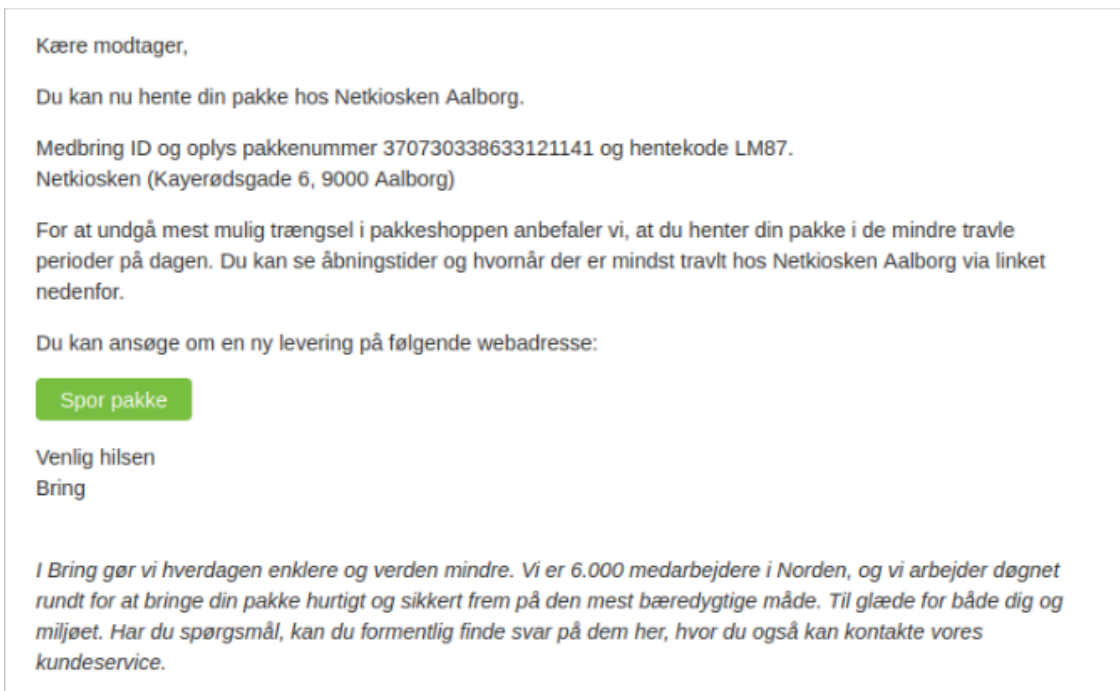 Kære modtager,
Du kan nu hente din pakke hos Netkiosken Aalborg.
Medbring ID og oplys pakkenummer 370730338633121141 og hentekode LM87.
Netkiosken (Kayerødsgade 6, 9000 Aalborg)
For at undgå mest mulig trængsel i pakkeshoppen anbefaler vi, at du henter din pakke i de mindre travle
perioder på dagen. Du kan se åbningstider og hvornår der er mindst travlt hos Netkiosken Aalborg via linket
nedenfor.
Du kan ansøge om en ny levering på følgende webadresse:
Spor pakke
Venlig hilsen
Bring
I Bring gør vi hverdagen enklere og verden mindre. Vi er 6.000 medarbejdere i Norden, og vi arbejder døgnet
rundt for at bringe din pakke hurtigt og sikkert frem på den mest bæredygtige måde. Til glæde for både dig og
miljøet. Har du spørgsmål, kan du formentlig finde svar på dem her, hvor du også kan kontakte vores
kundeservice.